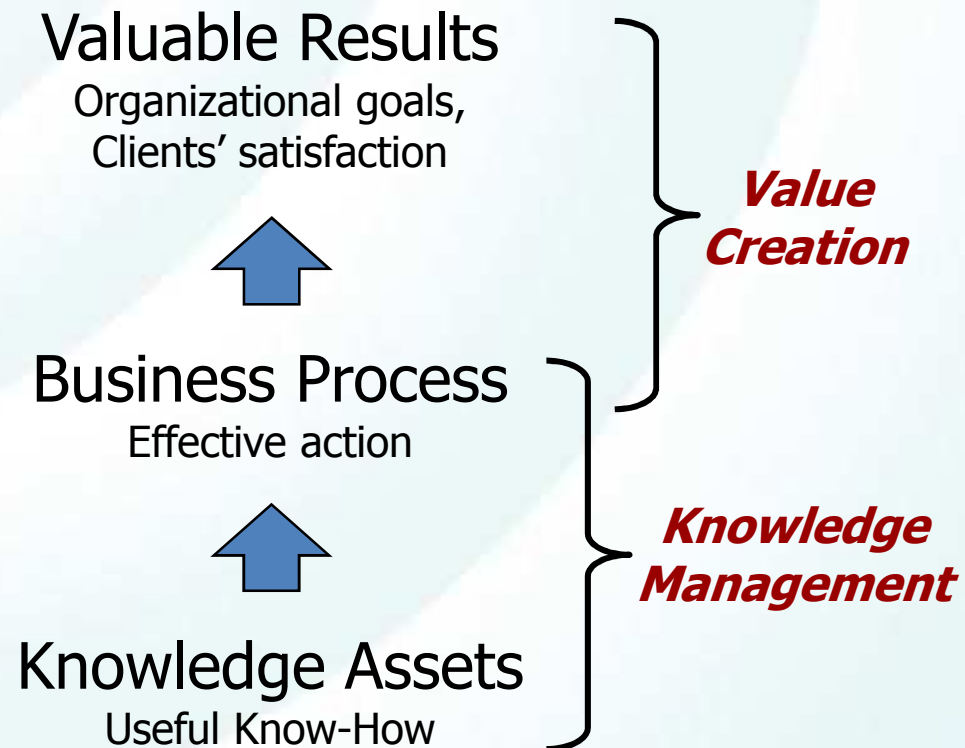 Valuable Results
Organizational goals,
Clients’ satisfaction
Value
Creation
Business Process
Effective action
Knowledge
Management
Knowledge Assets
Useful Know-How